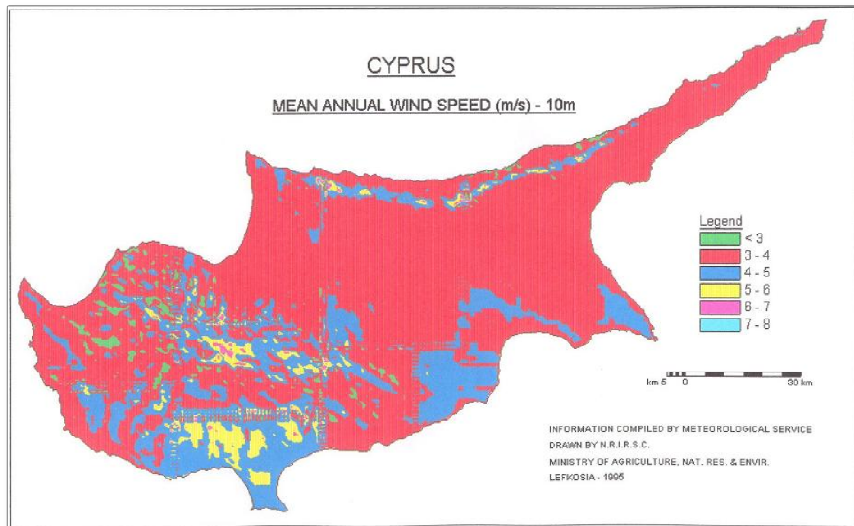 CYPRUS
MEAN ANNUAL WIND SPEED (m/s) - 10m
Legend
< 3
3 - 4
4 - 5
5 - 6
6 - 7
7 - 8
km 5 0 30 km
INFORMATION COMPILED BY METEOROLOGICAL SERVICE
DRAWN BY N.R.I.R.S.C.
MINISTRY OF AGRICULTURE, NAT. RES. & ENVIR.
LEFKOSIA - 1995